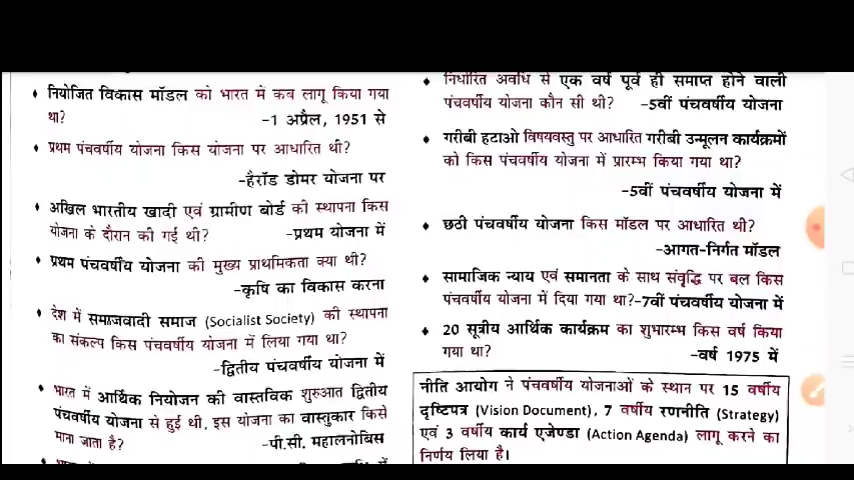 ♦ नियोजित विकास मॉडल को भारत में कब लागू किया गया
था? -1 अप्रैल, 1951 से
♦ प्रथम पंचवर्षीय योजना किस योजना पर आधारित थी?
-हैरॉड डोमर योजना पर
♦ अखिल भारतीय खादी एवं ग्रामीण बोर्ड की स्थापना किस
योजना के दौरान की गई थी? -प्रथम योजना में
♦ प्रथम पंचवर्षीय योजना की मुख्य प्राथमिकता क्या थी?
-कृषि का विकास करना
♦ देश में समाजवादी समाज (Socialist Society) की स्थापना
का संकल्प किस पंचवर्षीय योजना में लिया गया था?
-द्वितीय पंचवर्षीय योजना में
♦ भारत में आर्थिक नियोजन की वास्तविक शुरुआत द्वितीय
पंचवर्षीय योजना से हुई थी, इस योजना का वास्तुकार किसे
माना जाता है? -पी.सी. महालनोबिस
♦ निर्धारित अवधि से एक वर्ष पूर्व ही समाप्त होने वाली
पंचवर्षीय योजना कौन सी थी? -5वीं पंचवर्षीय योजना
♦ गरीबी हटाओ विषयवस्तु पर आधारित गरीबी उन्मूलन कार्यक्रमों
को किस पंचवर्षीय योजना में प्रारम्भ किया गया था?
-5वीं पंचवर्षीय योजना में
♦ छठी पंचवर्षीय योजना किस मॉडल पर आधारित थी?
-आगत-निर्गत मॉडल
♦ सामाजिक न्याय एवं समानता के साथ संवृद्धि पर बल किस
पंचवर्षीय योजना में दिया गया था?-7वीं पंचवर्षीय योजना में
♦ 20 सूत्रीय आर्थिक कार्यक्रम का शुभारम्भ किस वर्ष किया
गया था? -वर्ष 1975 में
नीति आयोग ने पंचवर्षीय योजनाओं के स्थान पर 15 वर्षीय
दृष्टिपत्र (Vision Document), 7 वर्षीय रणनीति (Strategy)
एवं 3 वर्षीय कार्य एजेण्डा (Action Agenda) लागू करने का
निर्णय लिया है।